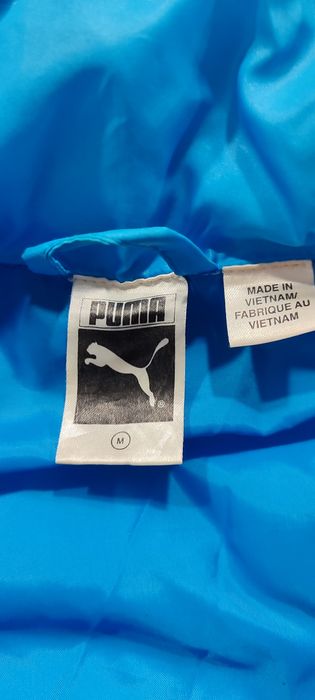 PUMA
®
M
MADE IN
VIETNAM/
FABRIQUE AU
VIETNAM